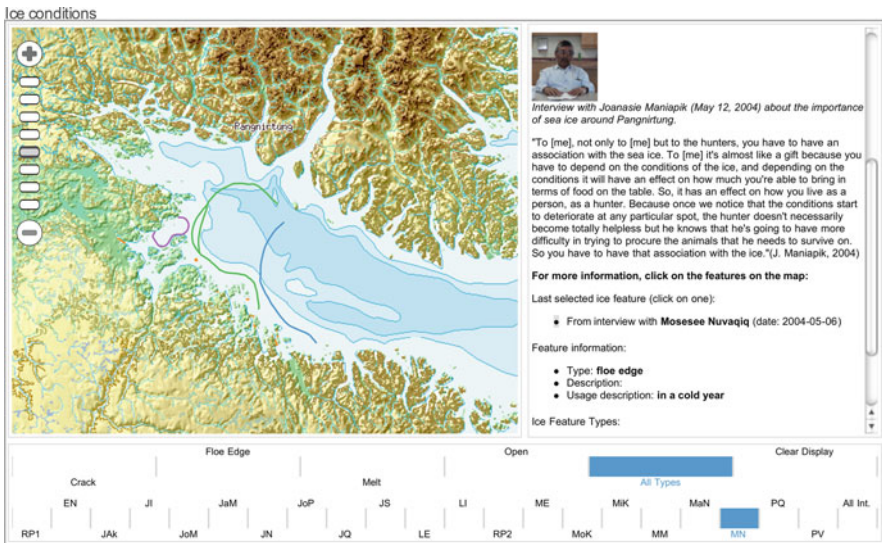 Ice conditions
Pangnirtung
Interview with Joanasie Maniapik (May 12, 2004) about the importance
of sea ice around Pangnirtung.
"To [me], not only to [me] but to the hunters, you have to have an
association with the sea ice. To [me] it's almost like a gift because you
have to depend on the conditions of the ice, and depending on the
conditions it will have an effect on how much you're able to bring in
terms of food on the table. So, it has an effect on how you live as a
person, as a hunter. Because once we notice that the conditions start
to deteriorate at any particular spot, the hunter doesn't necessarily
become totally helpless but he knows that he's going to have more
difficulty in trying to procure the animals that he needs to survive on.
So you have to have that association with the ice."(J. Maniapik, 2004)
For more information, click on the features on the map:
Last selected ice feature (click on one):
• From interview with Mosesee Nuvaqiq (date: 2004-05-06)
Feature information:
• Type: floe edge
• Description:
• Usage description: in a cold year
Ice Feature Types:
Floe Edge Open Clear Display
Crack Melt All Types
EN JI JaM JoP JS LI ME MiK MaN PQ All Int.
RP1 JAk JoM JN JQ LE RP2 MoK MM MN PV